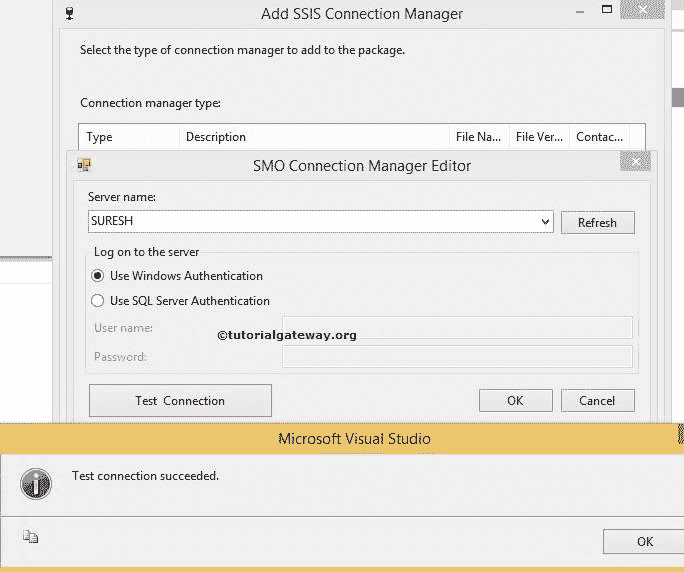 Add SSIS Connection Manager
Select the type of connection manager to add to the package.
Connection manager type:
Type Description File Na... File Ver... Contac...
SMO Connection Manager Editor
Server name:
SURESH
Refresh
Log on to the server
Use Windows Authentication
Use SQL Server Authentication
User name:
©tutorialgateway.org
Password:
Test Connection OK Cancel
Microsoft Visual Studio
Test connection succeeded.
OK